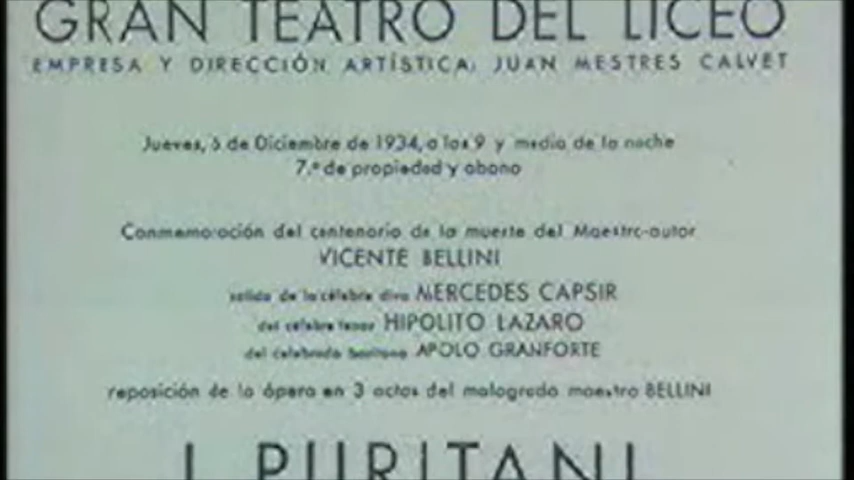 GRAN TEATRO DEL LICEO
EMPRESA Y DIRECCIÓN ARTÍSTICA: JUAN MESTRES CALVET
Jueves, 6 de Diciembre de 1934, a las 9 y media de la noche
7.ª de propiedad y abono
Conmemoración del centenario de la muerte del Maestro-autor
VICENTE BELLINI
salida de la célebre diva MERCEDES CAPSIR
del célebre tenor HIPOLITO LAZARO
del celebrado barítono APOLO GRANFORTE
reposición de la ópera en 3 actos del malogrado maestro BELLINI
I PURITANI